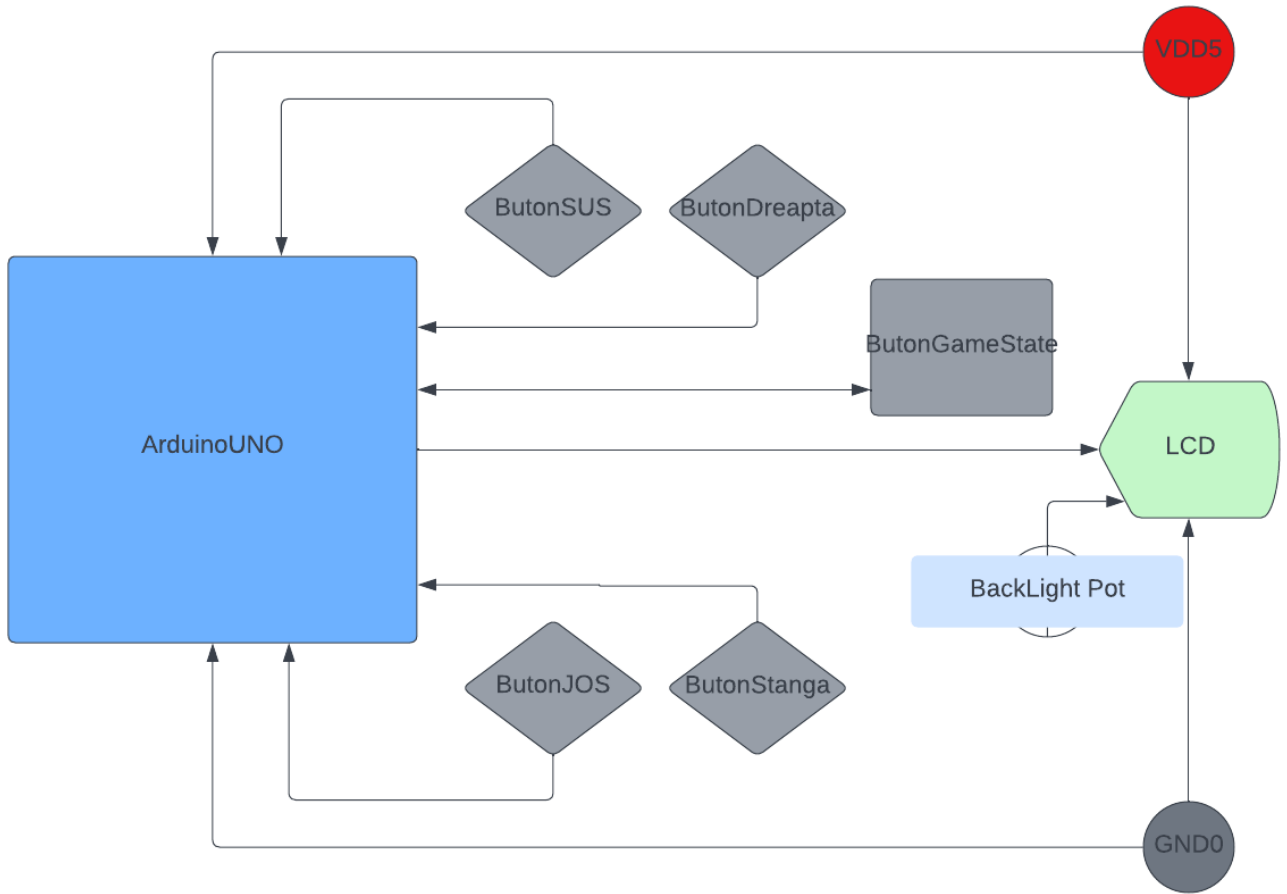 VDD5
ButonSUS
ButonDreapta
ButonGameState
ArduinoUNO
LCD
BackLight Pot
ButonJOS
ButonStanga
GND0